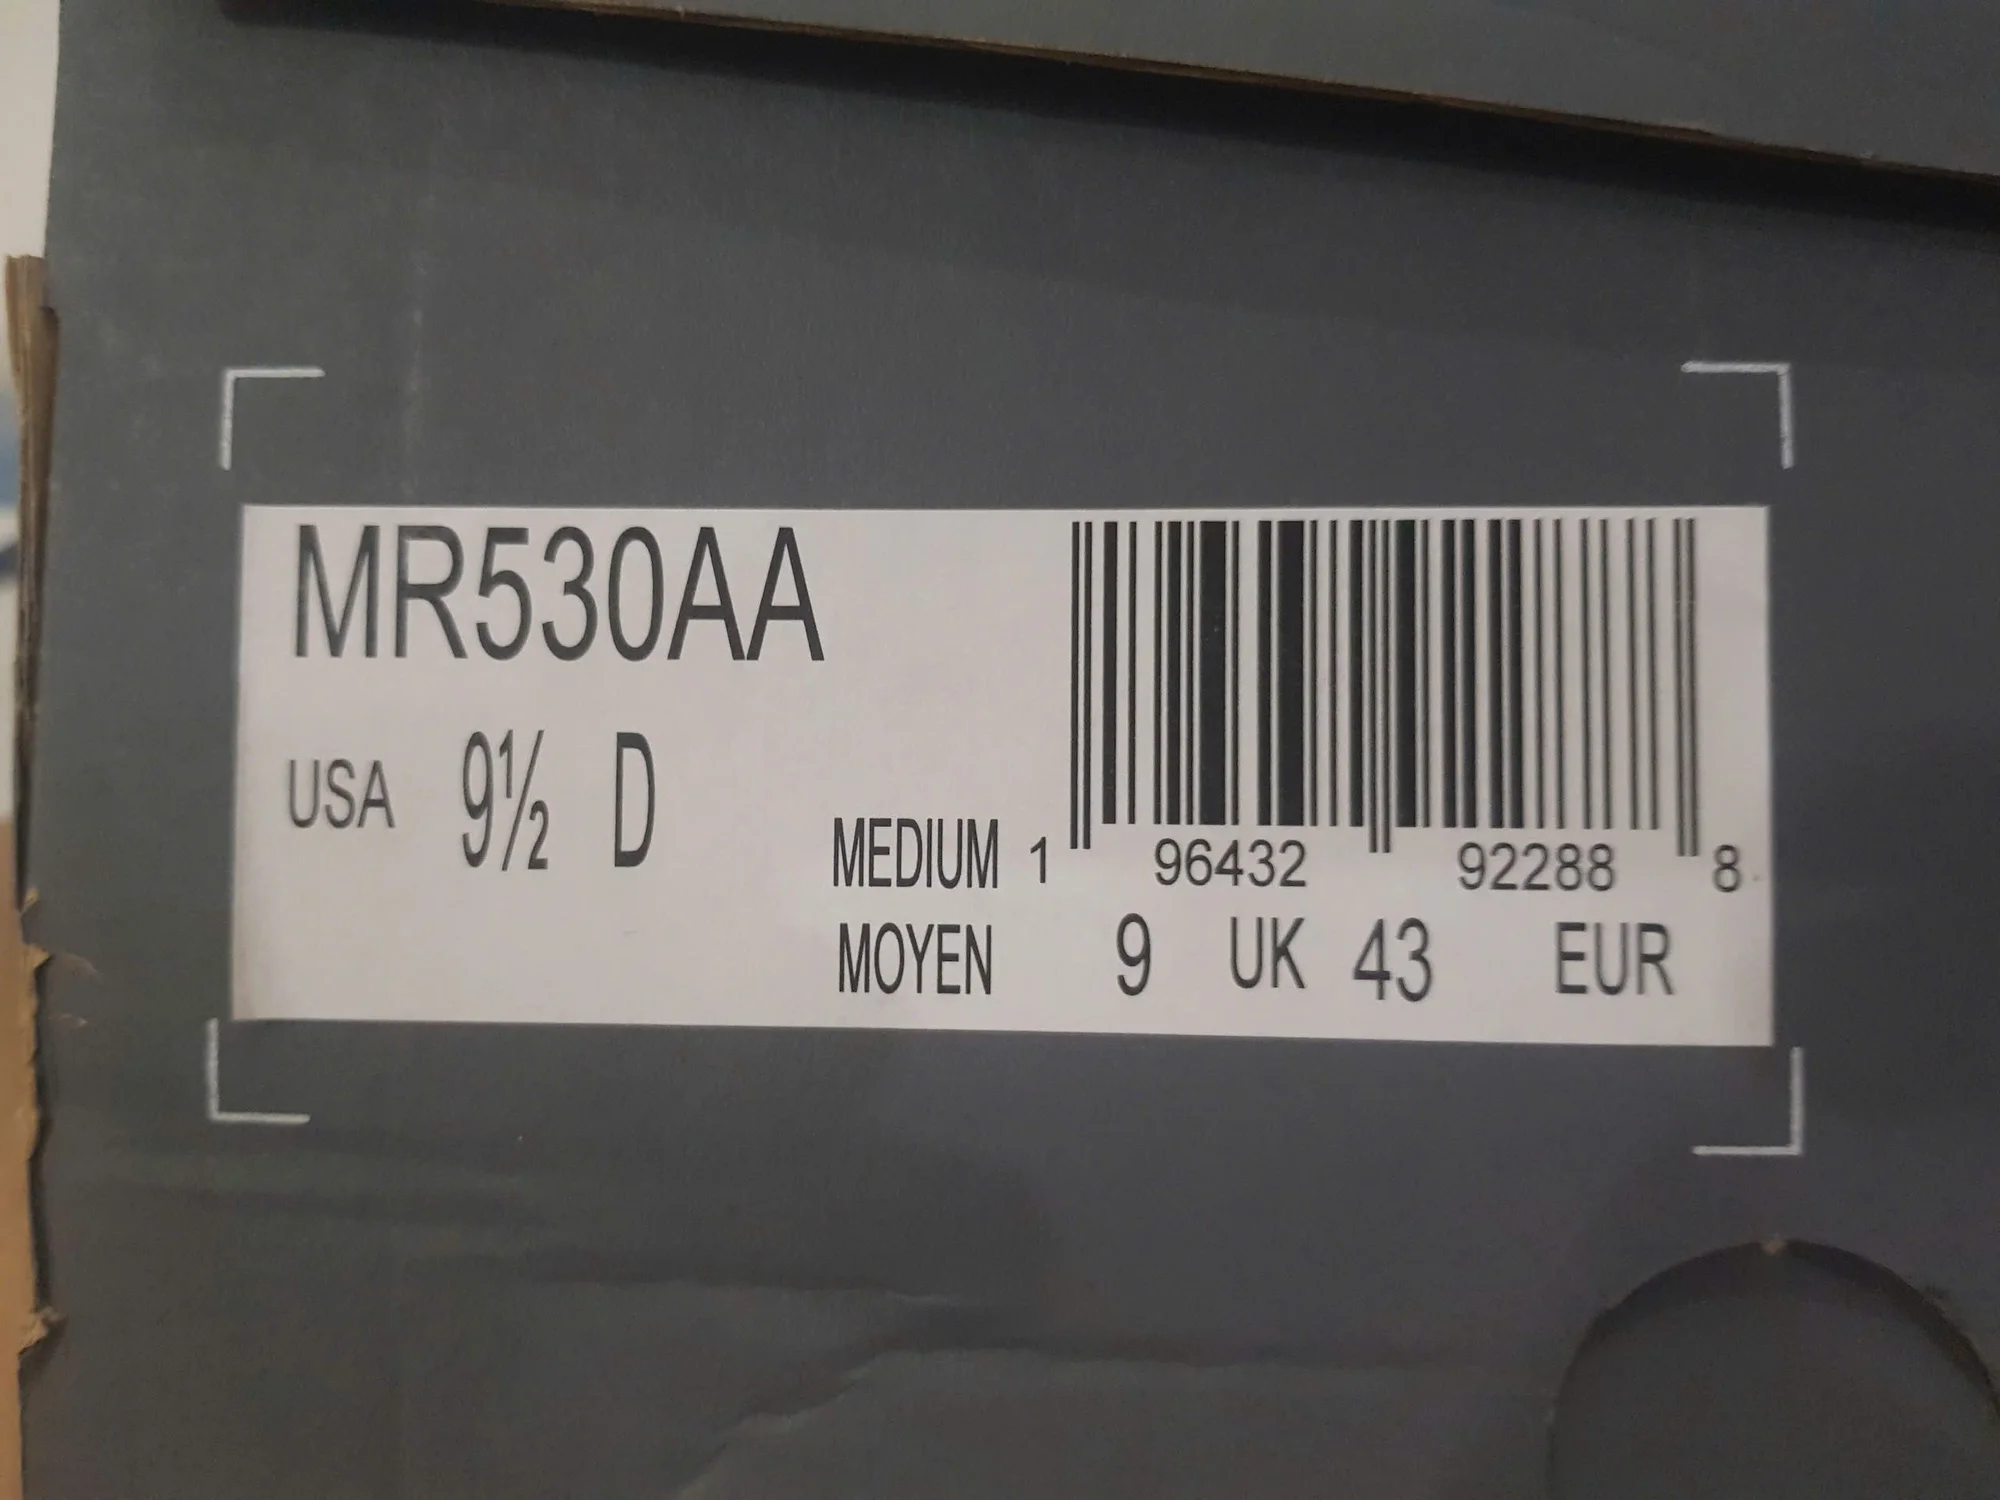 MR530AA
USA 9½ D
MEDIUM 1 96432 92288 8
MOYEN 9 UK 43 EUR